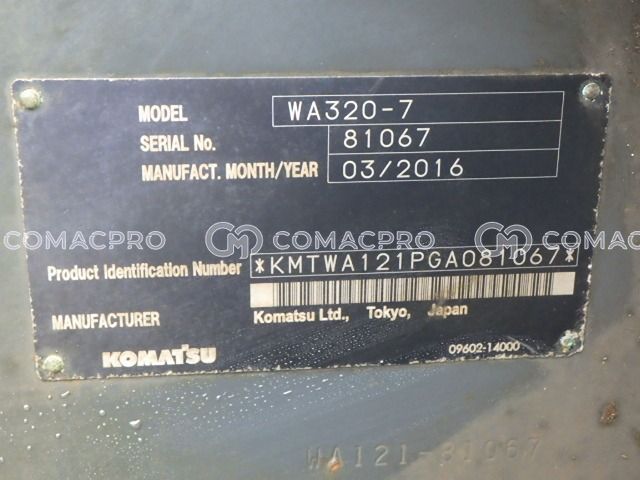 MODEL WA320-7
SERIAL No. 81067
MANUFACT. MONTH/YEAR 03/2016
COMACPRO COMACPRO COMACPRO
Product Identification Number *KMTWA121PGA081067*
MANUFACTURER Komatsu Ltd., Tokyo, Japan
KOMATSU 09602-14000
WA121-81067